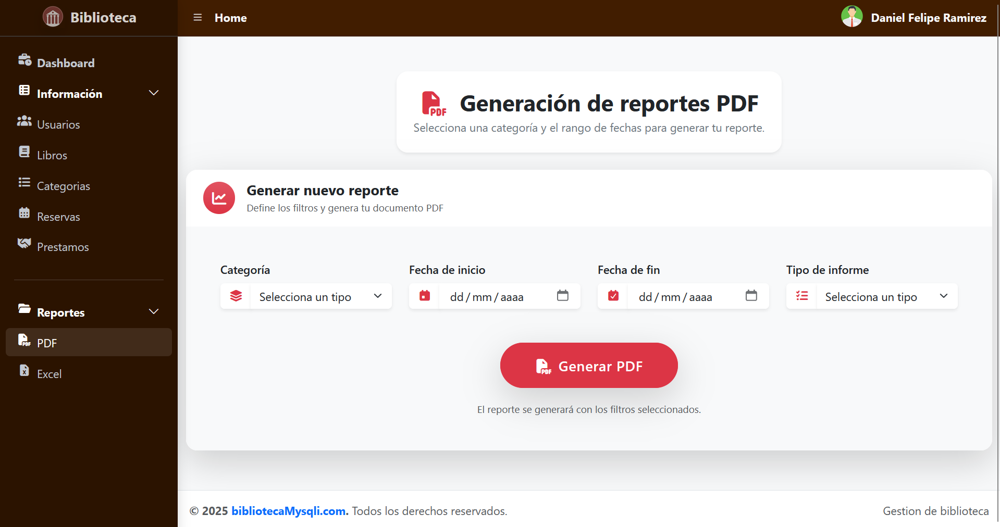 Biblioteca
Home
Daniel Felipe Ramirez
Dashboard
Información
Usuarios
Libros
Categorias
Reservas
Prestamos
Reportes
PDF
PDF
Excel
PDF
Generación de reportes PDF
Selecciona una categoría y el rango de fechas para generar tu reporte.
Generar nuevo reporte
Define los filtros y genera tu documento PDF
Categoría
Selecciona un tipo
Fecha de inicio
dd/mm/aaaa
Fecha de fin
dd/mm/aaaa
Tipo de informe
Selecciona un tipo
PDF
Generar PDF
El reporte se generará con los filtros seleccionados.
© 2025 bibliotecaMysqli.com. Todos los derechos reservados.
Gestion de biblioteca